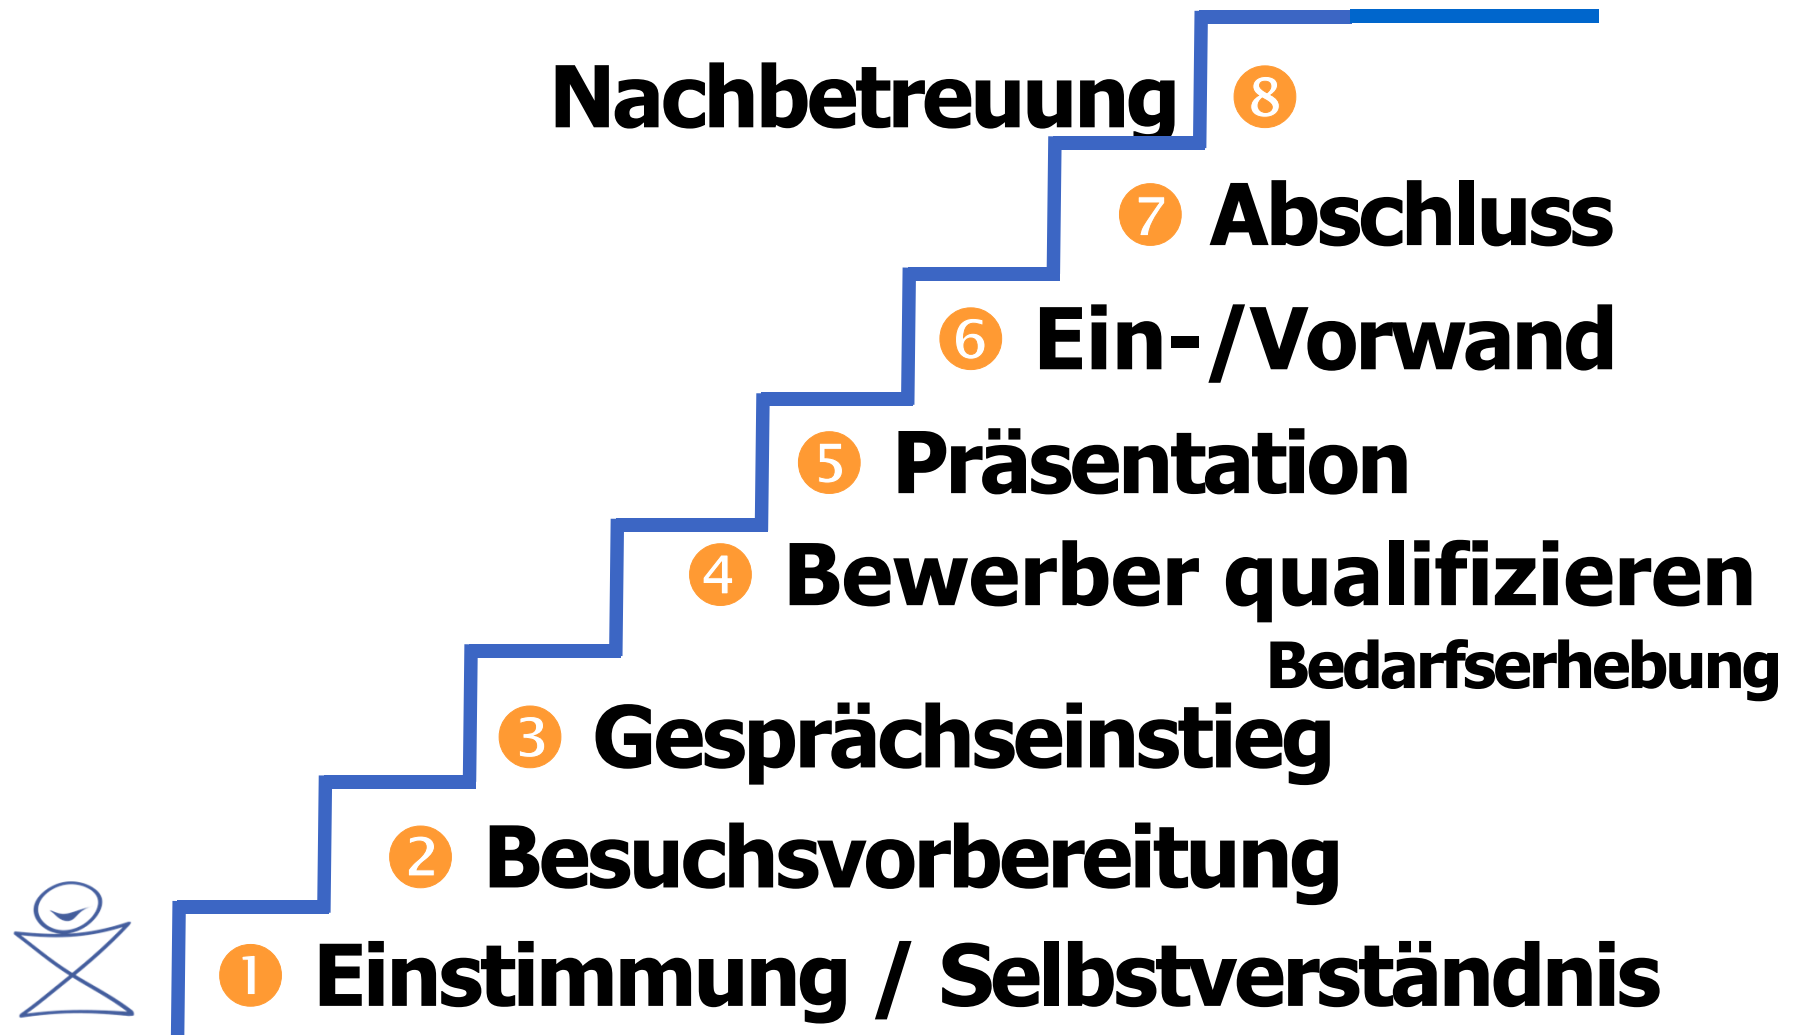 Nachbetreuung 8
7 Abschluss
6 Ein-/Vorwand
5 Präsentation
4 Bewerber qualifizieren
Bedarfserhebung
3 Gesprächseinstieg
2 Besuchsvorbereitung
1 Einstimmung / Selbstverständnis